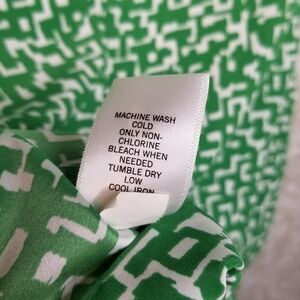 MACHINE WASH
COLD
ONLY NON-
CHLORINE
BLEACH WHEN
NEEDED
TUMBLE DRY
LOW
COOL IRON